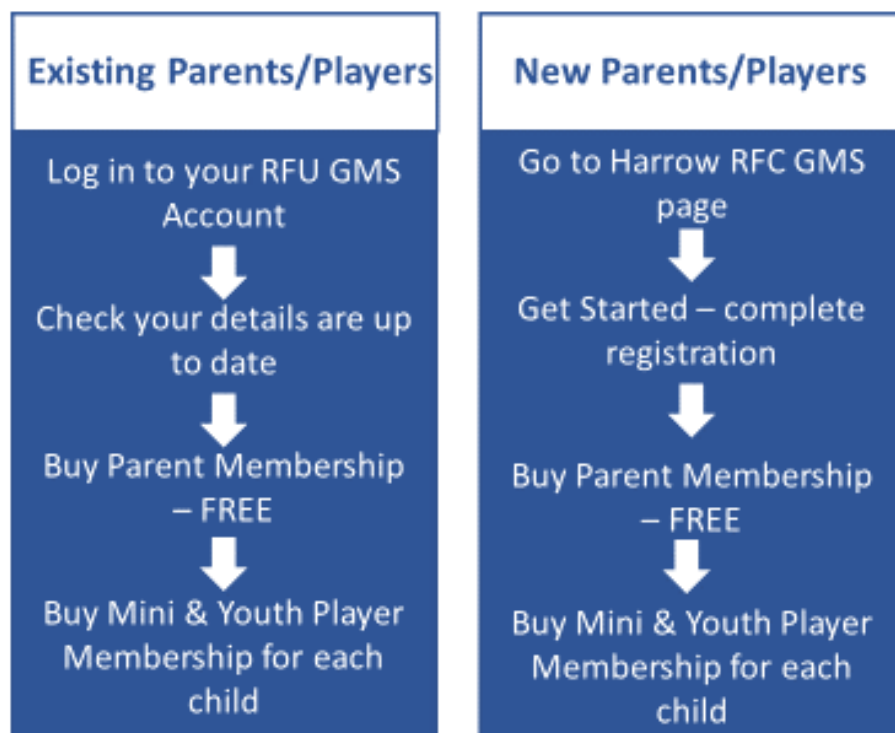 Existing Parents/Players
Log in to your RFU GMS
Account
Check your details are up
to date
Buy Parent Membership
– FREE
Buy Mini & Youth Player
Membership for each
child
New Parents/Players
Go to Harrow RFC GMS
page
Get Started – complete
registration
Buy Parent Membership
– FREE
Buy Mini & Youth Player
Membership for each
child